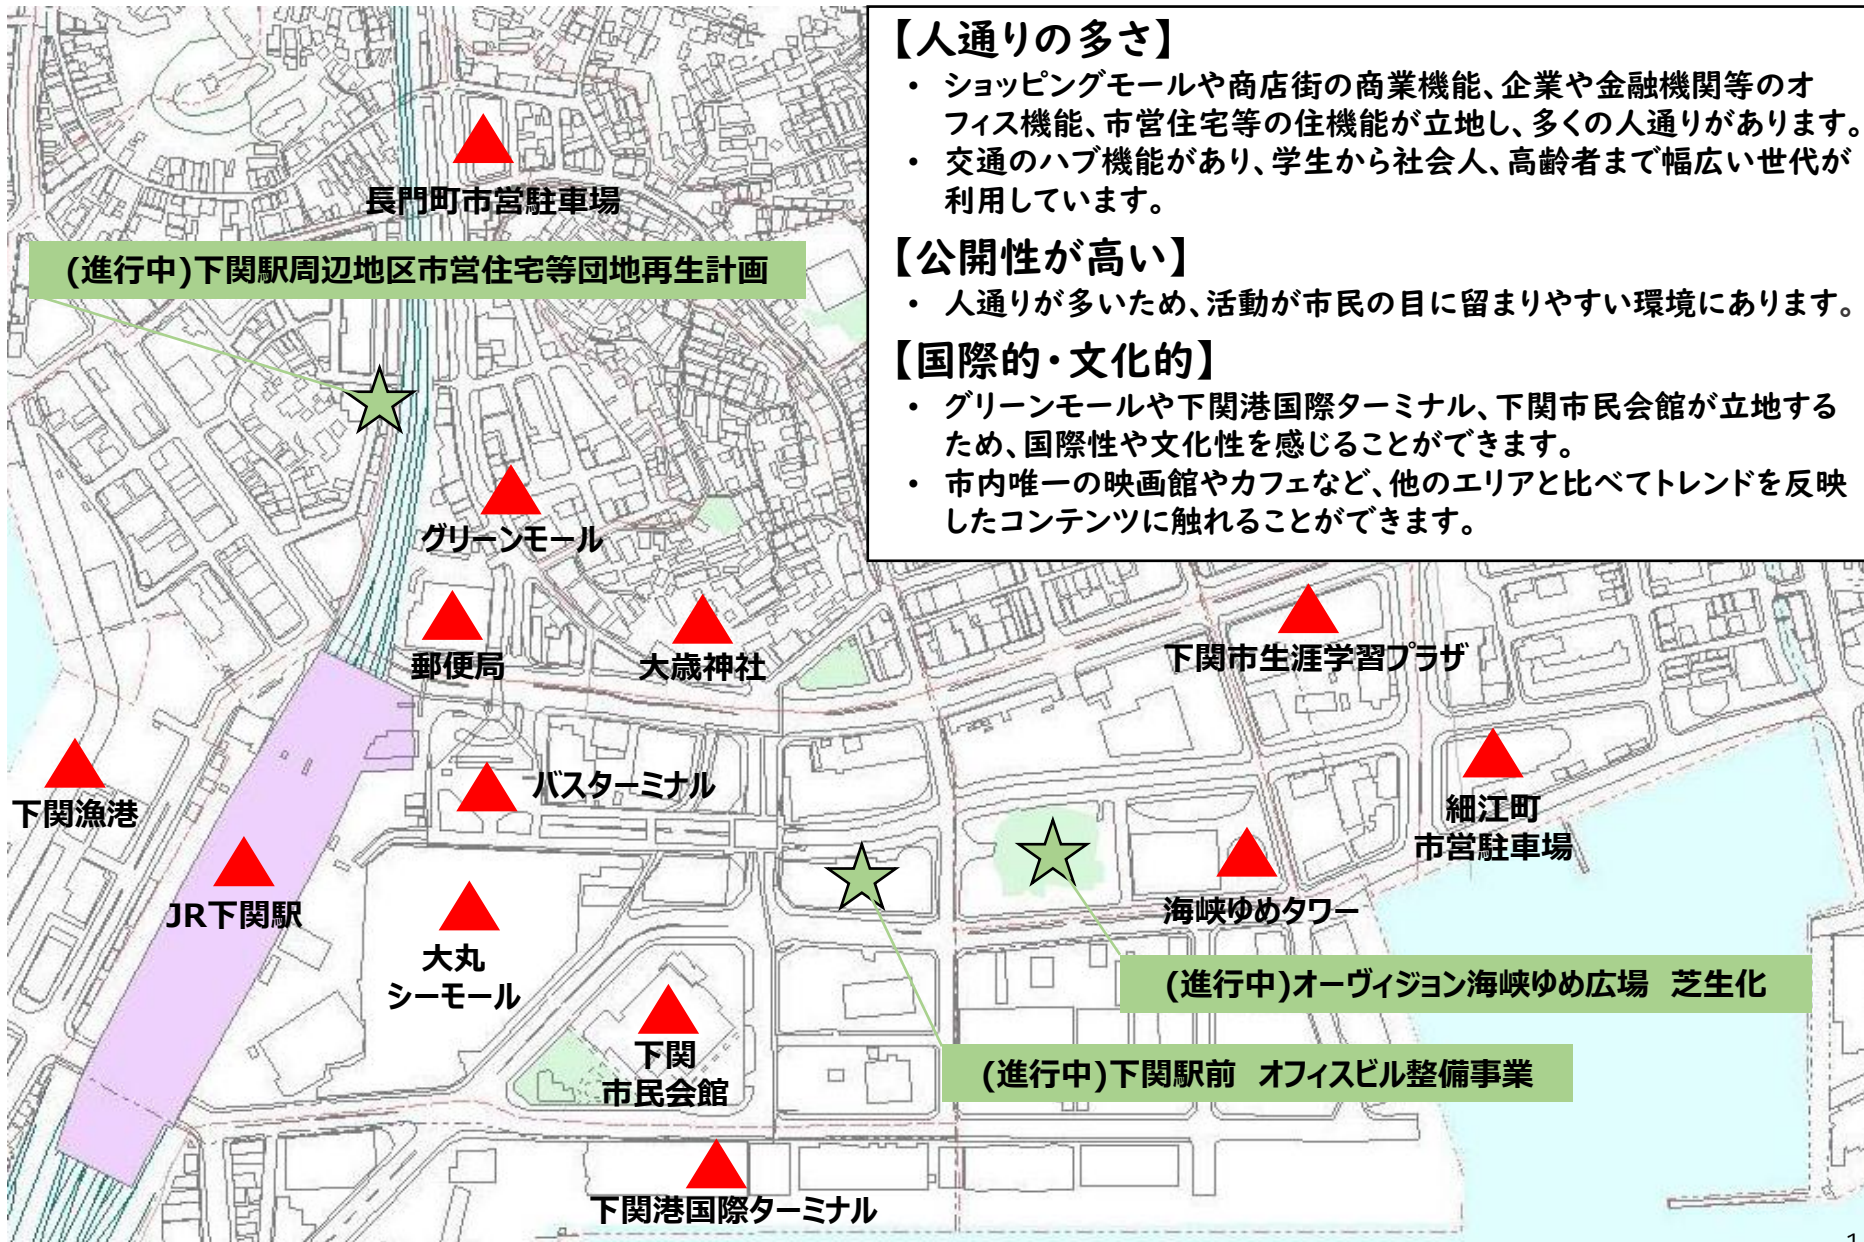 【人通りの多さ】
• ショッピングモールや商店街の商業機能、企業や金融機関等のオ
フィス機能、市営住宅等の住機能が立地し、多くの人通りがあります。
• 交通のハブ機能があり、学生から社会人、高齢者まで幅広い世代が
利用しています。
【公開性が高い】
• 人通りが多いため、活動が市民の目に留まりやすい環境にあります。
【国際的・文化的】
• グリーンモールや下関港国際ターミナル、下関市民会館が立地する
ため、国際性や文化性を感じることができます。
• 市内唯一の映画館やカフェなど、他のエリアと比べてトレンドを反映
したコンテンツに触れることができます。
長門町市営駐車場
(進行中)下関駅周辺地区市営住宅等団地再生計画
グリーンモール
郵便局
大歳神社
下関市生涯学習プラザ
バスターミナル
下関漁港
細江町
市営駐車場
JR下関駅
海峡ゆめタワー
大丸
シーモール
(進行中)オーヴィジョン海峡ゆめ広場 芝生化
下関
市民会館
(進行中)下関駅前 オフィスビル整備事業
下関港国際ターミナル
1